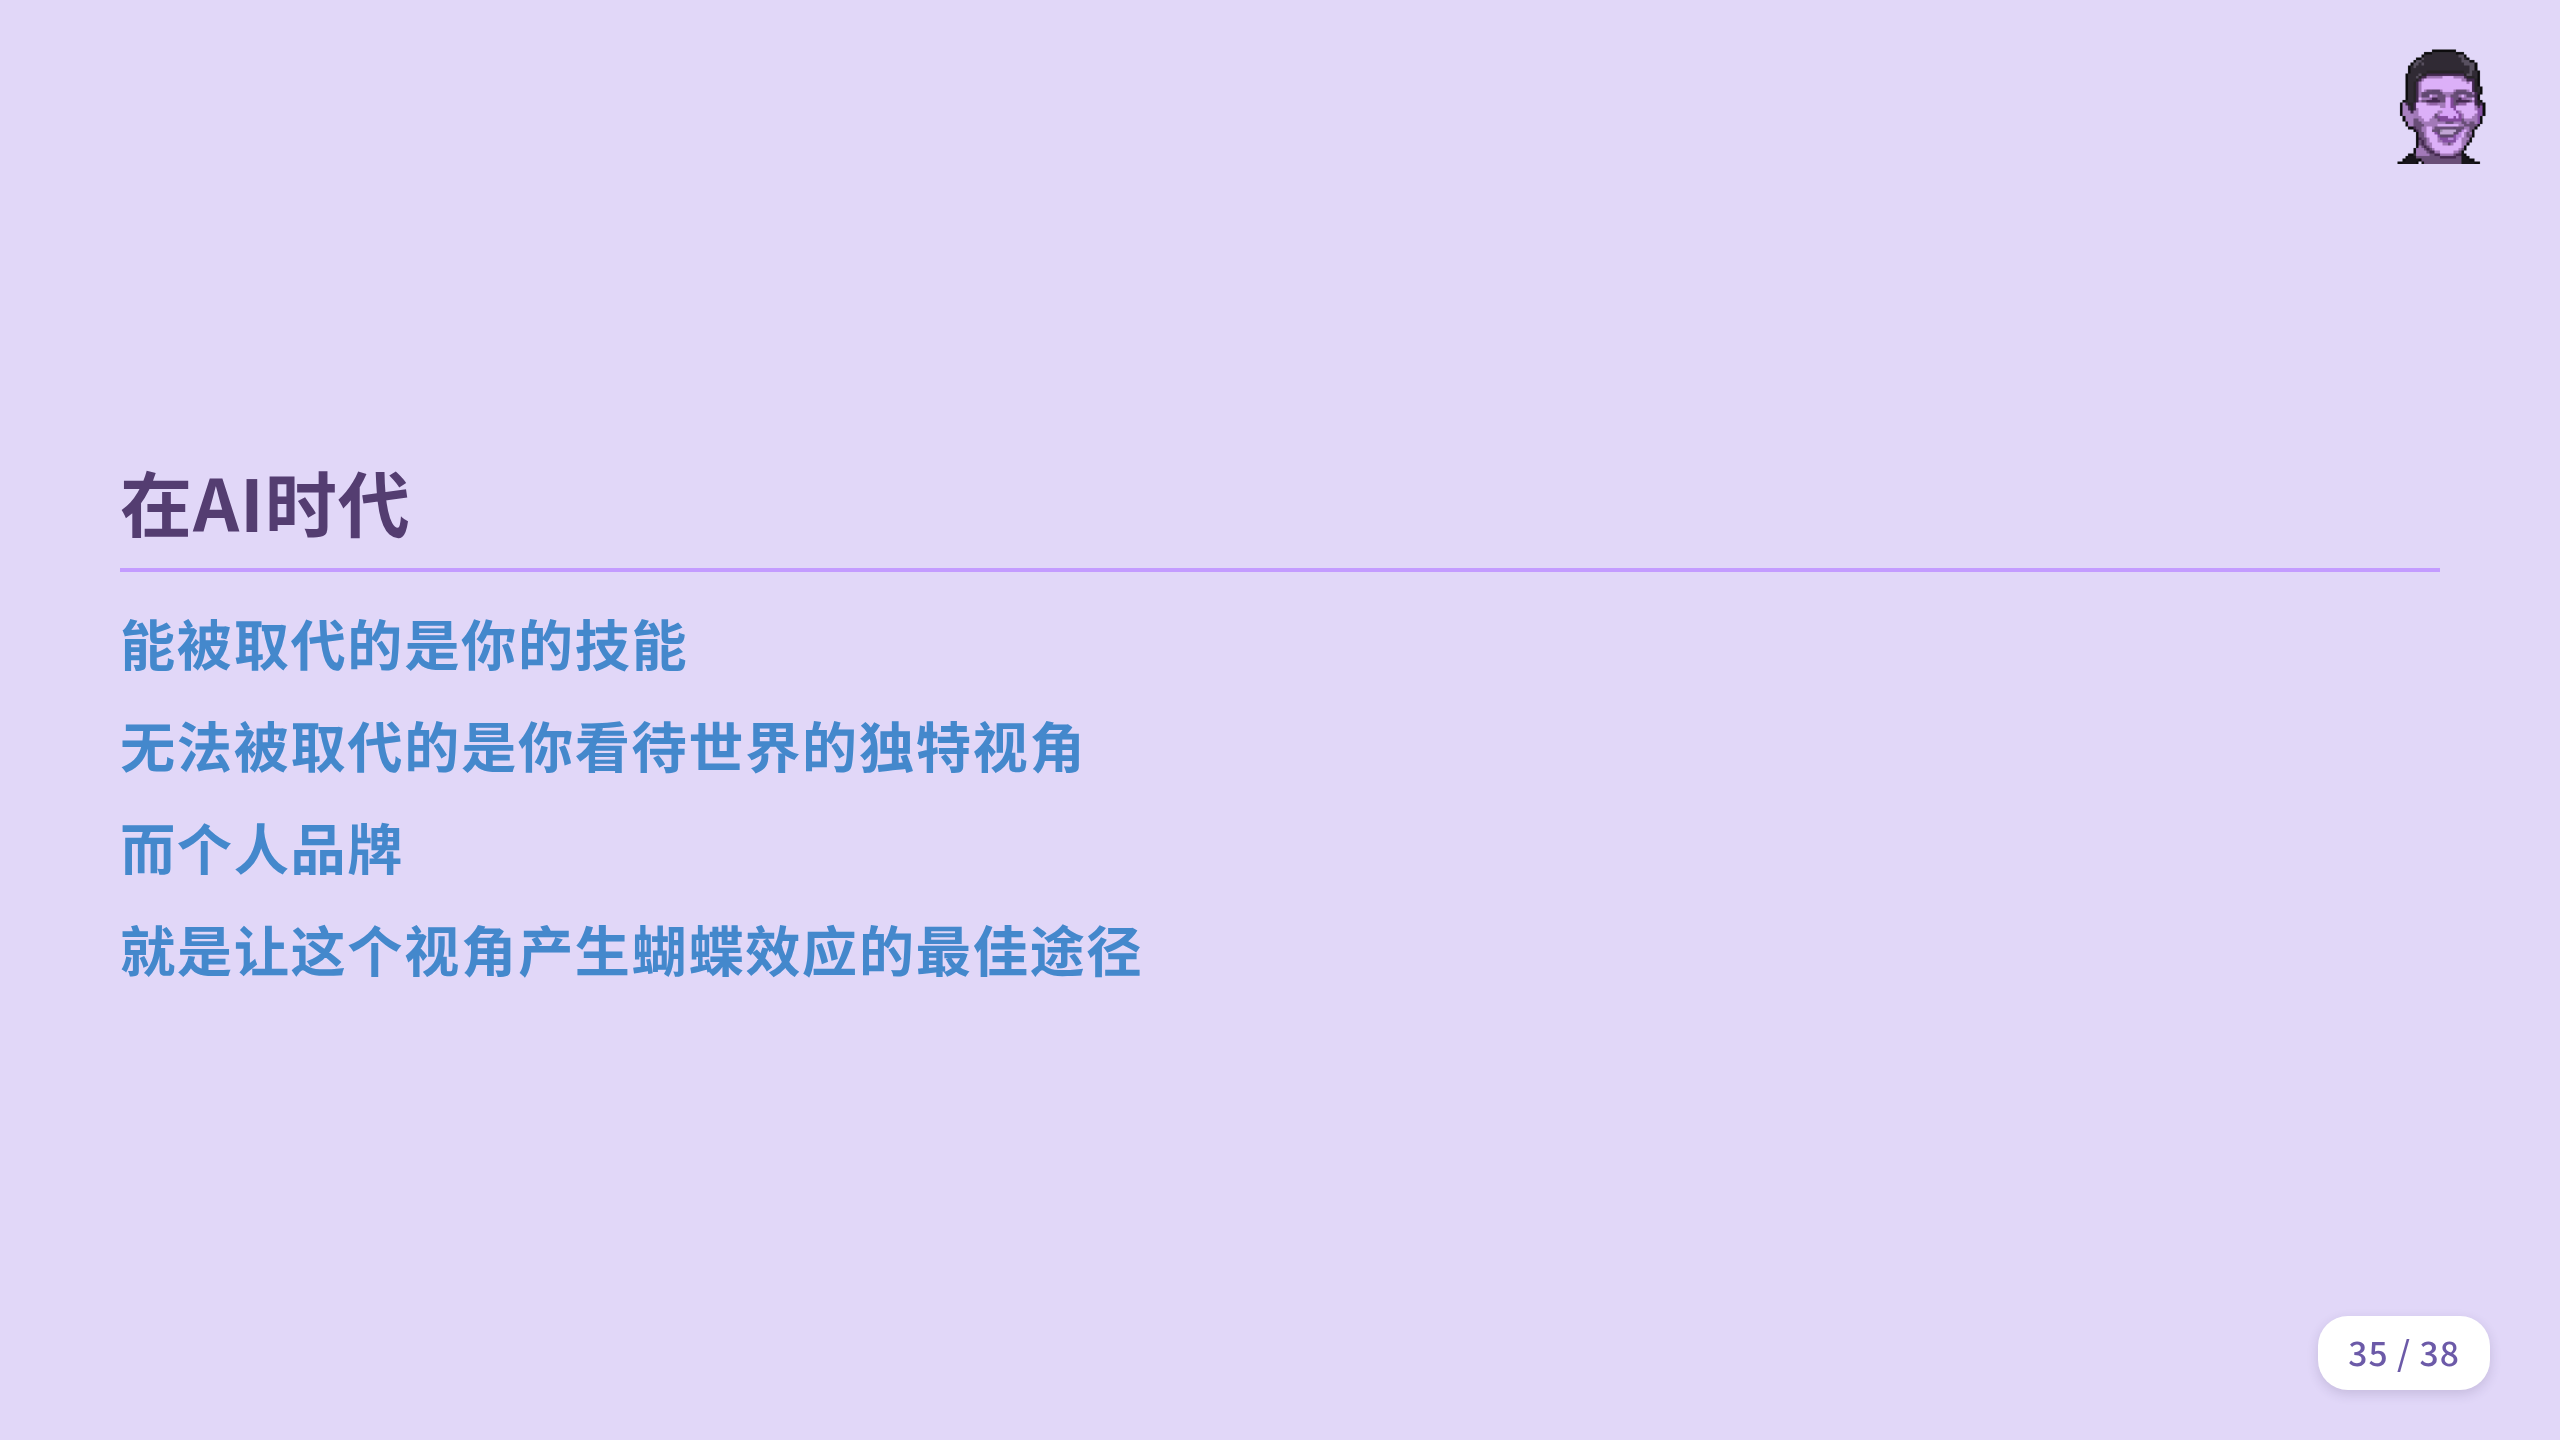 在AI时代
能被取代的是你的技能
无法被取代的是你看待世界的独特视角
而个人品牌
就是让这个视角产生蝴蝶效应的最佳途径
35 / 38